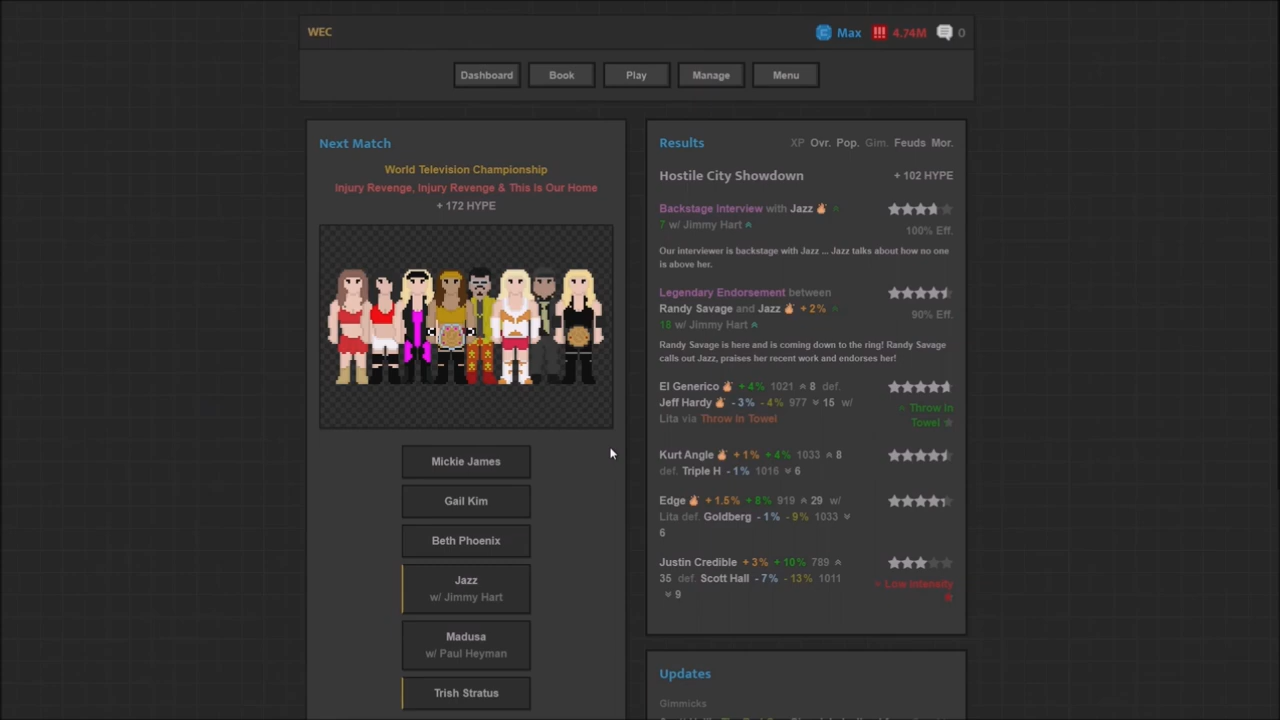 WEC
Max 4.74M 0
Dashboard Book Play Manage Menu
Next Match
World Television Championship
Injury Revenge, Injury Revenge & This is Our Home
+ 172 HYPE
Mickie James
Gail Kim
Beth Phoenix
Jazz
w/ Jimmy Hart
Madusa
w/ Paul Heyman
Trish Stratus
Results XP Ovr. Pop. Gim. Feuds Mor.
Hostile City Showdown + 102 HYPE
Backstage interview with Jazz
7 w/ Jimmy Hart
100% Eff.
Our interviewer is backstage with Jazz ... Jazz talks about how no one
is above her.
Legendary Endorsement between
Randy Savage and Jazz + 2%
18 w/ Jimmy Hart
90% Eff.
Randy Savage is here and is coming down to the ring! Randy Savage
calls out Jazz, praises her recent work and endorses her!
El Generico + 4% 1021 8 def.
Jeff Hardy - 3% - 4% 977 15 w/
Lita via Throw In Towel
Throw In
Towel
Kurt Angle + 1% + 4% 1033 8
def. Triple H - 1% 1016 6
Edge + 1.5% + 8% 919 29 w/
Lita def. Goldberg - 1% - 9% 1033
6
Justin Credible + 3% + 10% 789
35 def. Scott Hall - 7% - 13% 1011
9
Low Intensity
Updates
Gimmicks